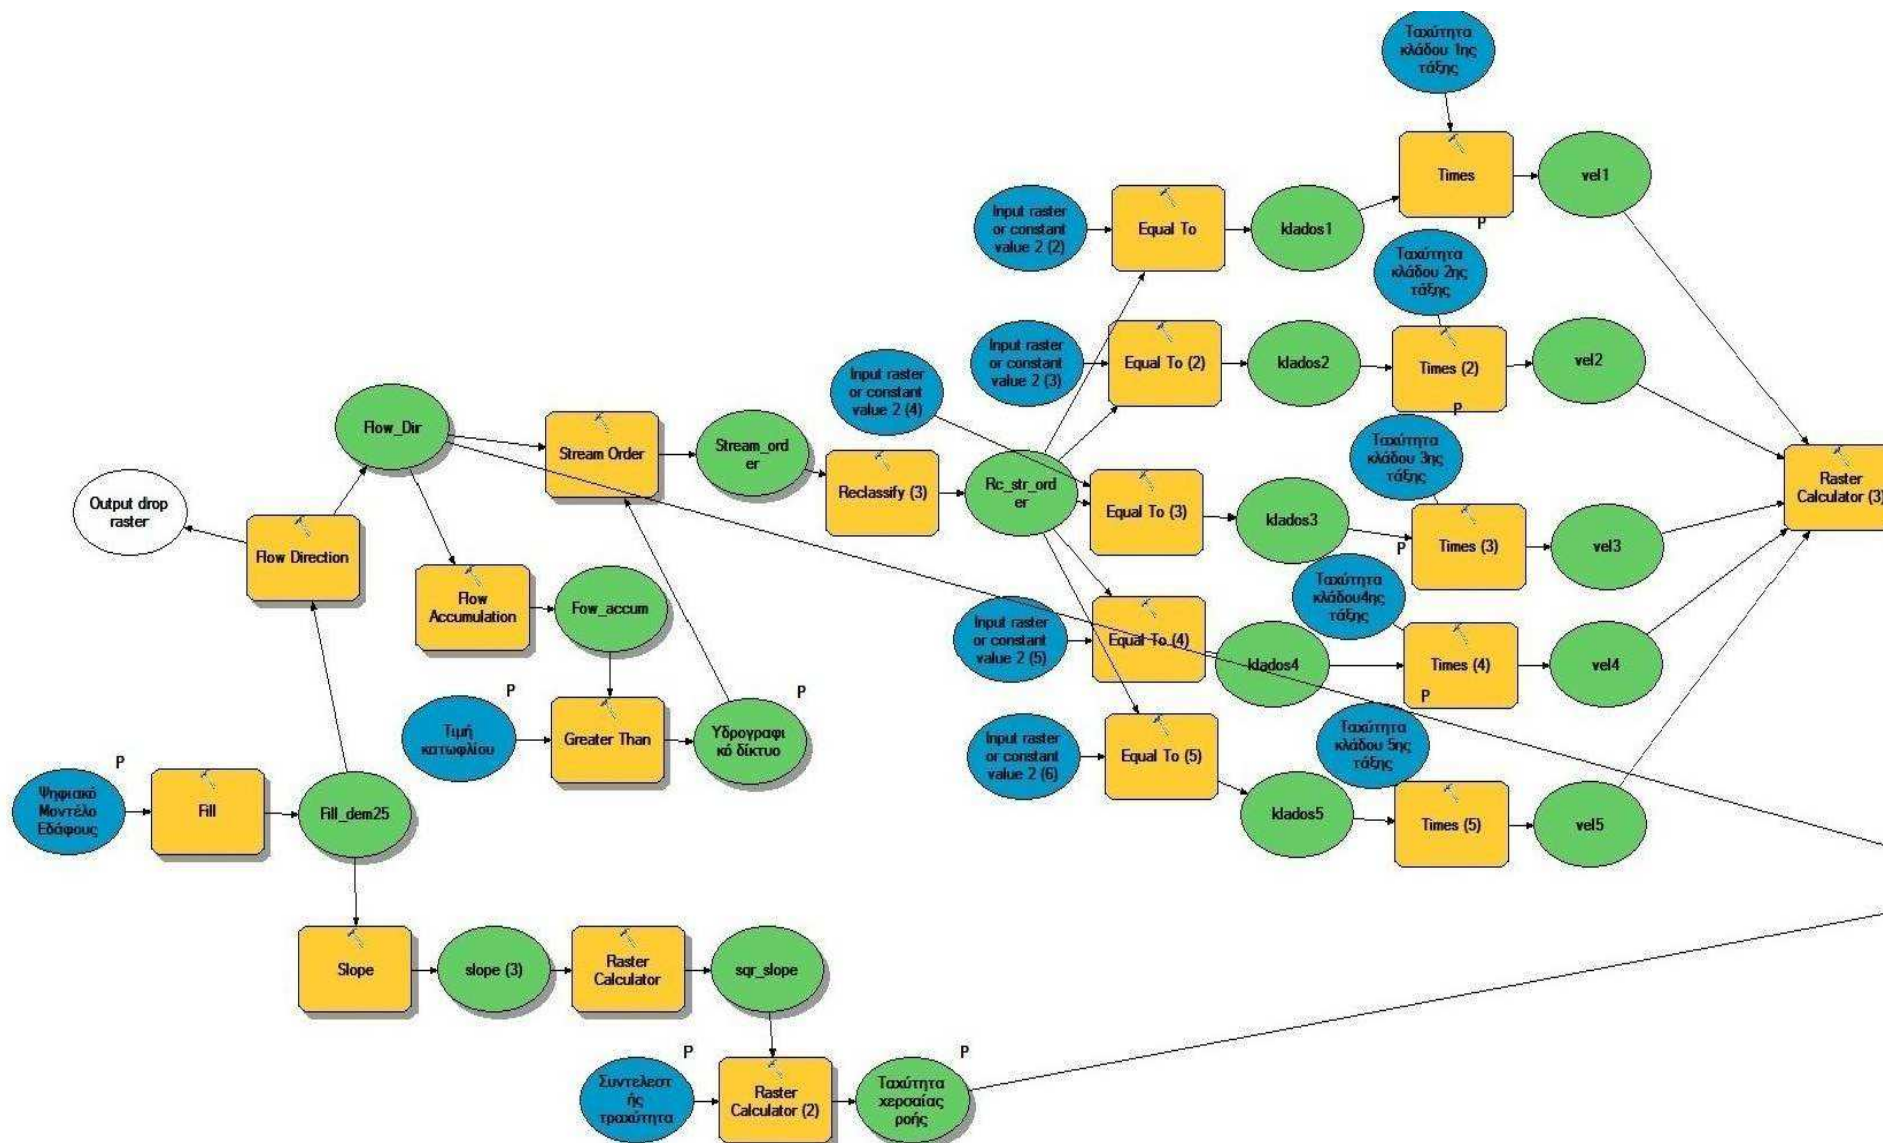 Ταχύτητα
κλάδου 1ης
τάξης
Times
vel1
P
Input raster
or constant
value 2 (2)
Equal To
klados1
Ταχύτητα
κλάδου 2ης
τάξης
Input raster
or constant
value 2 (3)
Equal To (2)
klados2
Times (2)
vel2
P
Input raster
or constant
value 2 (4)
Flow_Dir
Stream Order
Stream_ord
er
Reclassify (3)
Rc_str_ord
er
Ταχύτητα
κλάδου 3ης
τάξης
Raster
Calculator (3)
Equal To (3)
klados3
P
Times (3)
vel3
Output drop
raster
Flow Direction
Flow
Accumulation
Fow_accum
Ταχύτητα
κλάδου4ης
τάξης
Input raster
or constant
value 2 (5)
Equal To (4)
klados4
Times (4)
vel4
P
P
Τιμή
κατωφλίου
Greater Than
P
Υδρογραφι
κό δίκτυο
Input raster
or constant
value 2 (6)
Equal To (5)
Ταχύτητα
κλάδου 5ης
τάξης
klados5
Times (5)
vel5
P
Ψηφιακό
Μοντέλο
Εδάφους
Fill
Fill_dem25
Slope
slope (3)
Raster
Calculator
sqr_slope
P
Συντελεστ
ής
τραχύτητα
Raster
Calculator (2)
P
Ταχύτητα
χερσαίας
ροής